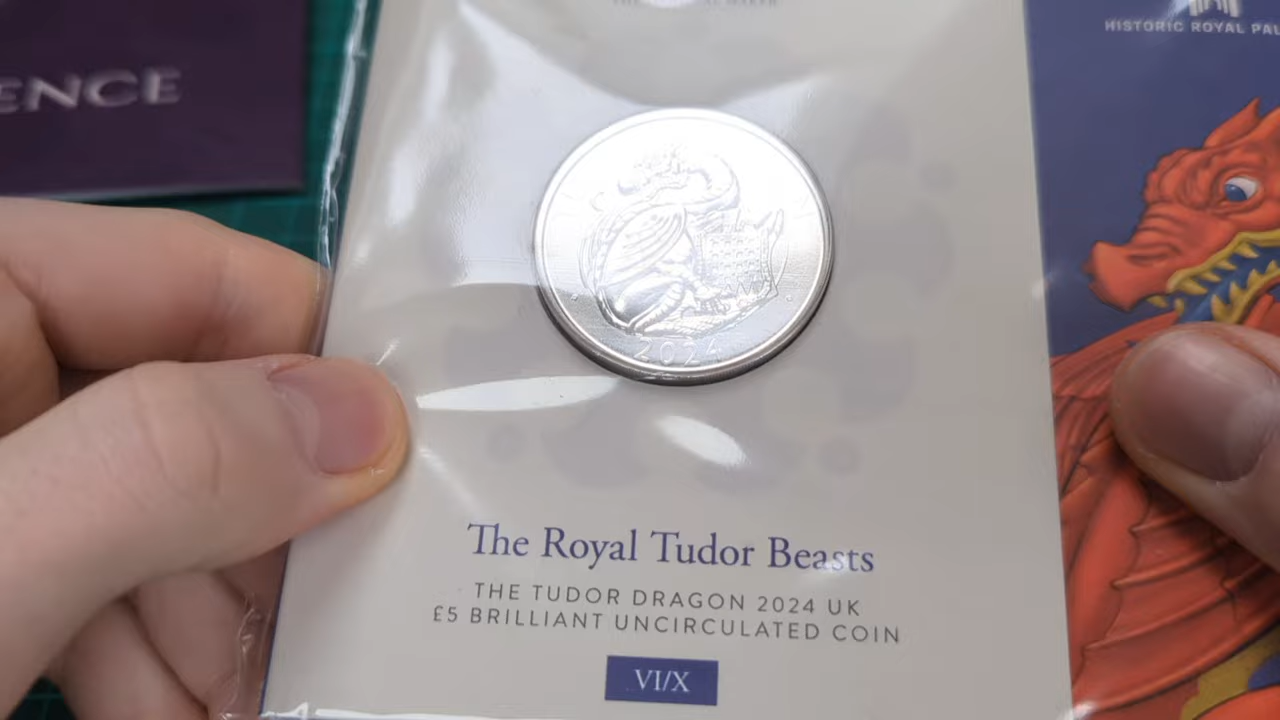 ENCE
HISTORIC ROYAL PAL
2024
The Royal Tudor Beasts
THE TUDOR DRAGON 2024 UK
£5 BRILLIANT UNCIRCULATED COIN
VI/X